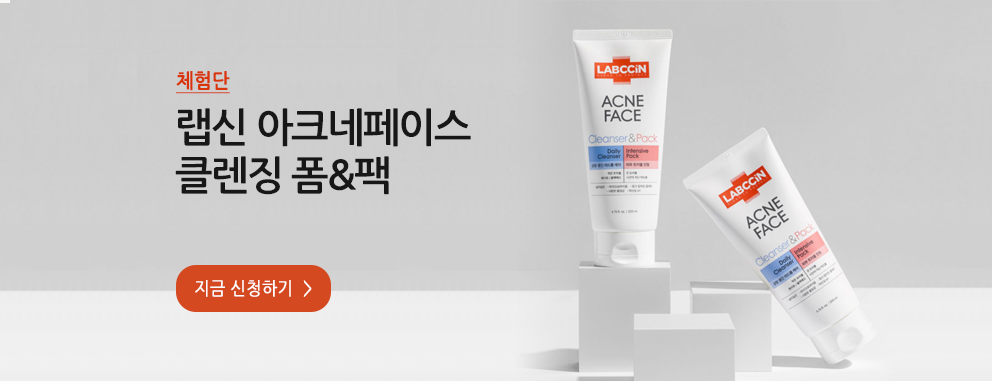 체험단
랩신 아크네페이스
클렌징 폼&팩
지금 신청하기 >
LABCCiN
ACNE
FACE
Cleanser&Pack
Daily
Cleanser
Intensive
Pack
LABCCiN
ACNE
FACE
Cleanser&Pack
Daily
Cleanser
Intensive
Pack